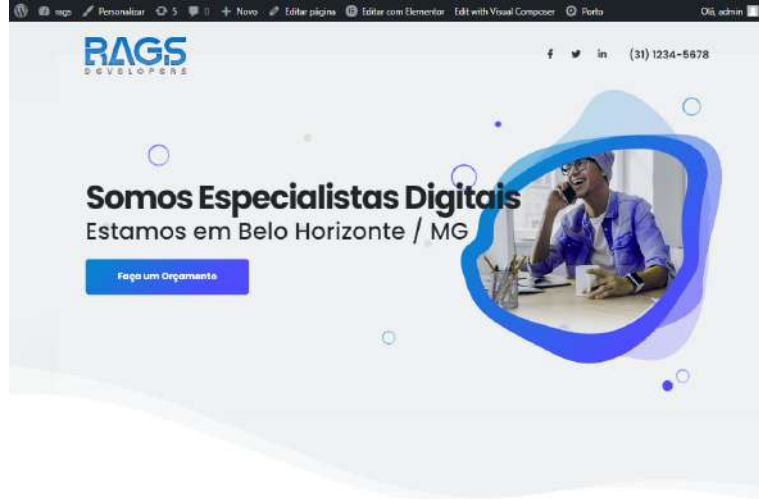 rags Personalizar 5 0 Novo Editar página Editar com Elementor Edit with Visual Composer Porto Olá, admin
RAGS
DEVELOPERS
(31) 1234-5678
Somos Especialistas Digitais
Estamos em Belo Horizonte / MG
Faça um Orçamento